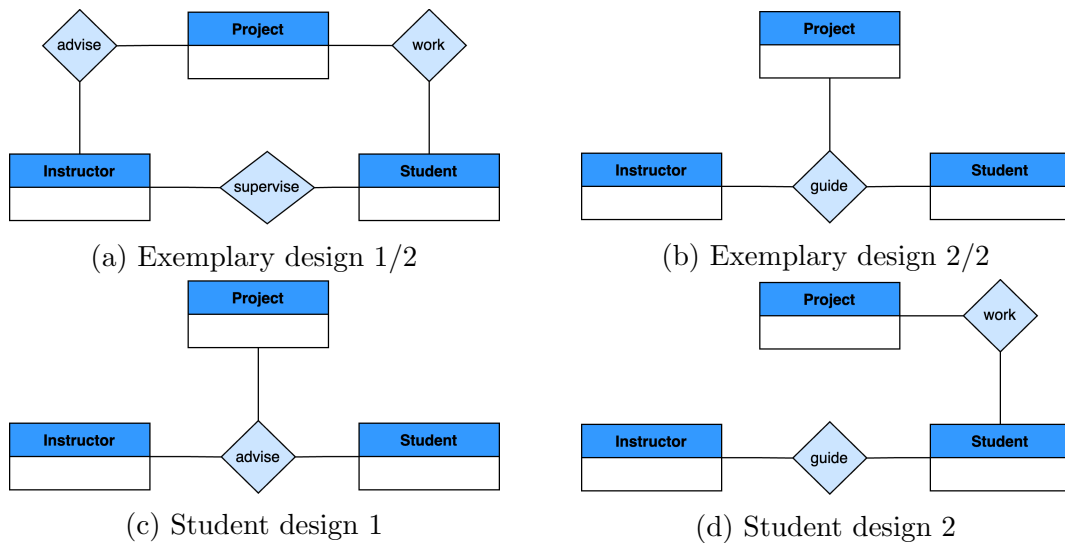 advise
Project
work
Instructor
supervise
Student
(a) Exemplary design 1/2
Project
Instructor
guide
Student
(b) Exemplary design 2/2
Project
Instructor
advise
Student
(c) Student design 1
Project
work
Instructor
guide
Student
(d) Student design 2